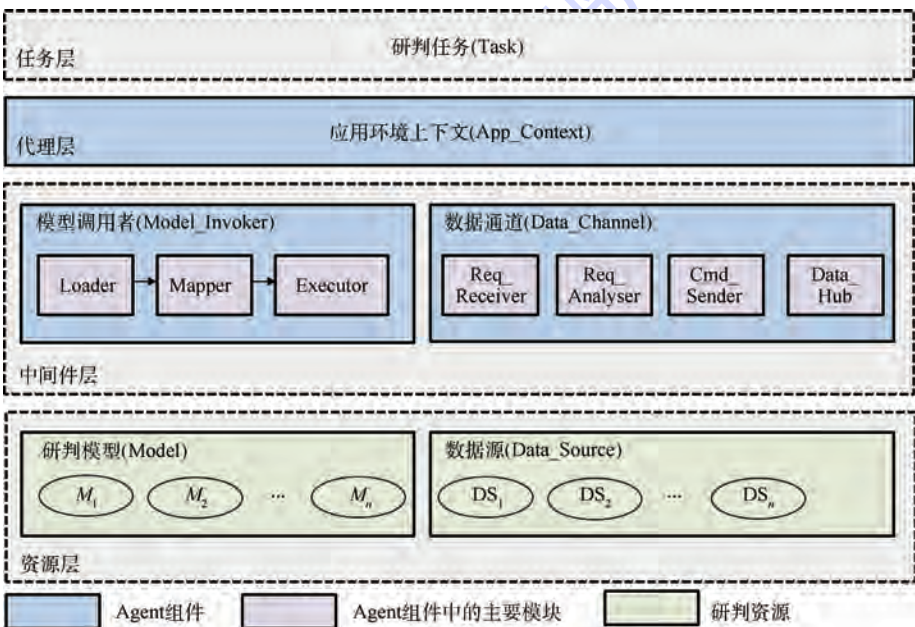 研判任务(Task)
任务层
应用环境上下文(App_Context)
代理层
模型调用者(Model_Invoker)
Loader
Mapper
Executor
数据通道(Data_Channel)
Req_
Receiver
Req_
Analyser
Cmd_
Sender
Data_
Hub
中间件层
研判模型(Model)
M1
M2
...
Mn
数据源(Data_Source)
DS1
DS2
...
DSn
资源层
Agent组件
Agent组件中的主要模块
研判资源